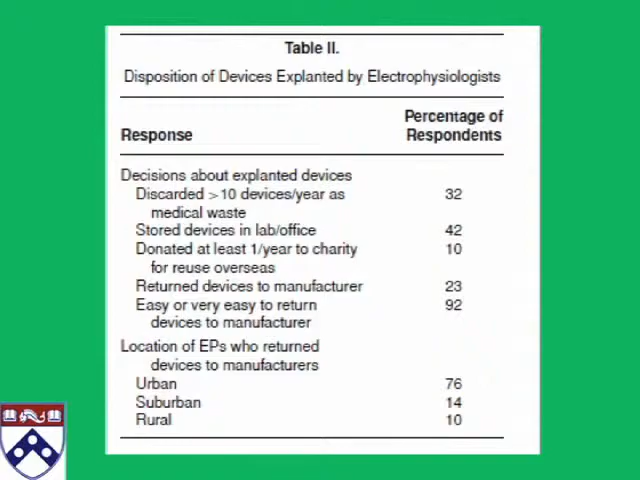 Table II.
Disposition of Devices Explanted by Electrophysiologists
Percentage of
Response Respondents
Decisions about explanted devices
Discarded >10 devices/year as 32
medical waste
Stored devices in lab/office 42
Donated at least 1/year to charity 10
for reuse overseas
Returned devices to manufacturer 23
Easy or very easy to return 92
devices to manufacturer
Location of EPs who returned
devices to manufacturers
Urban 76
Suburban 14
Rural 10